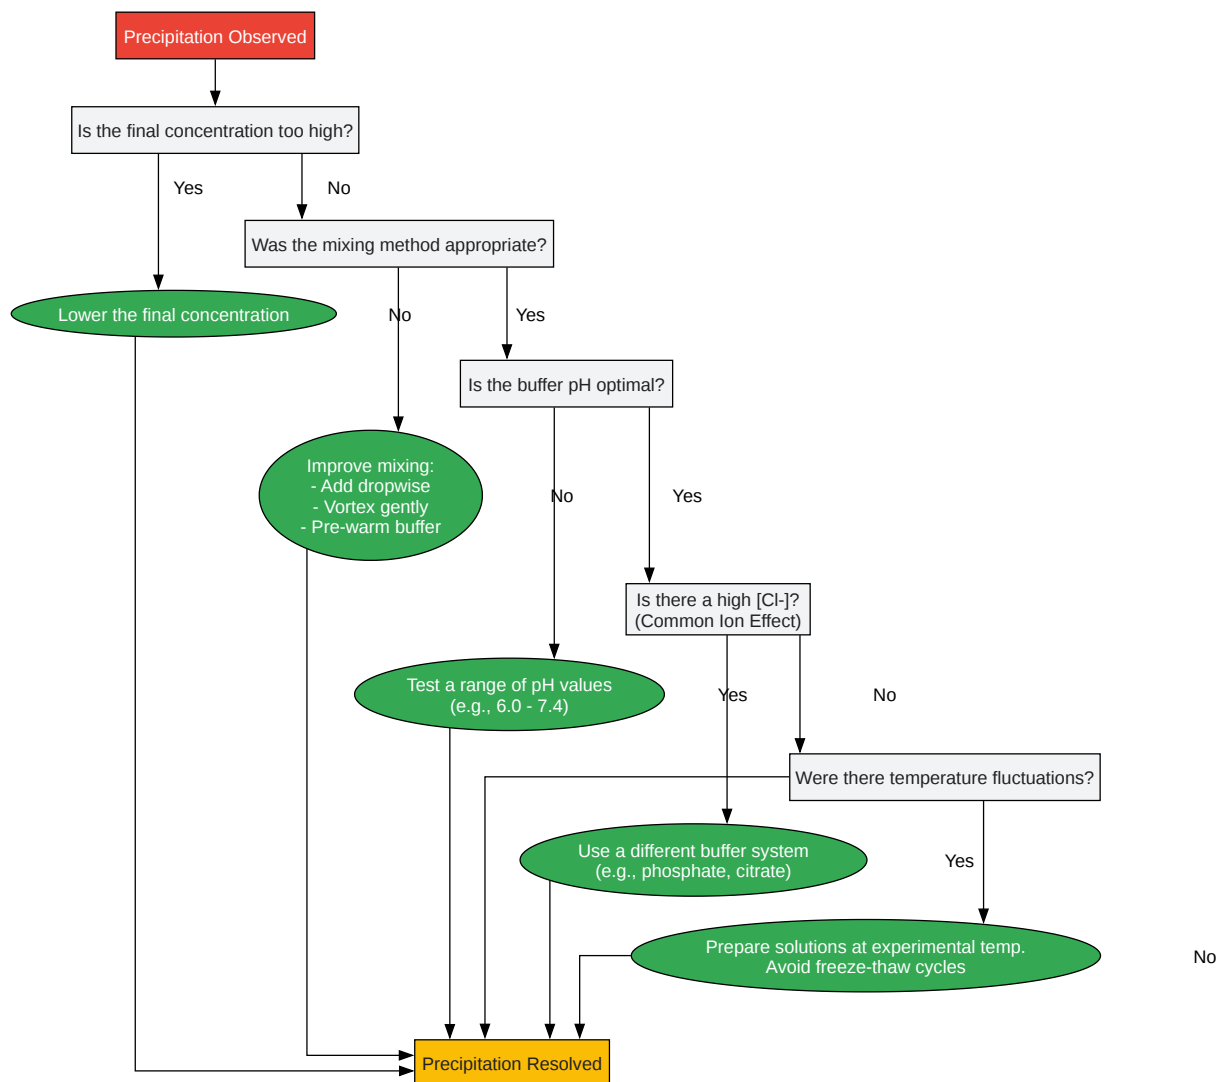 Precipitation Observed
Is the final concentration too high?
Yes
No
Was the mixing method appropriate?
Lower the final concentration
No
Yes
Is the buffer pH optimal?
Improve mixing:
- Add dropwise
- Vortex gently
- Pre-warm buffer
No
Yes
Is there a high [Cl-]?
(Common Ion Effect)
Test a range of pH values
(e.g., 6.0 - 7.4)
Yes
No
Were there temperature fluctuations?
Use a different buffer system
(e.g., phosphate, citrate)
Yes
Prepare solutions at experimental temp.
Avoid freeze-thaw cycles
No
Precipitation Resolved